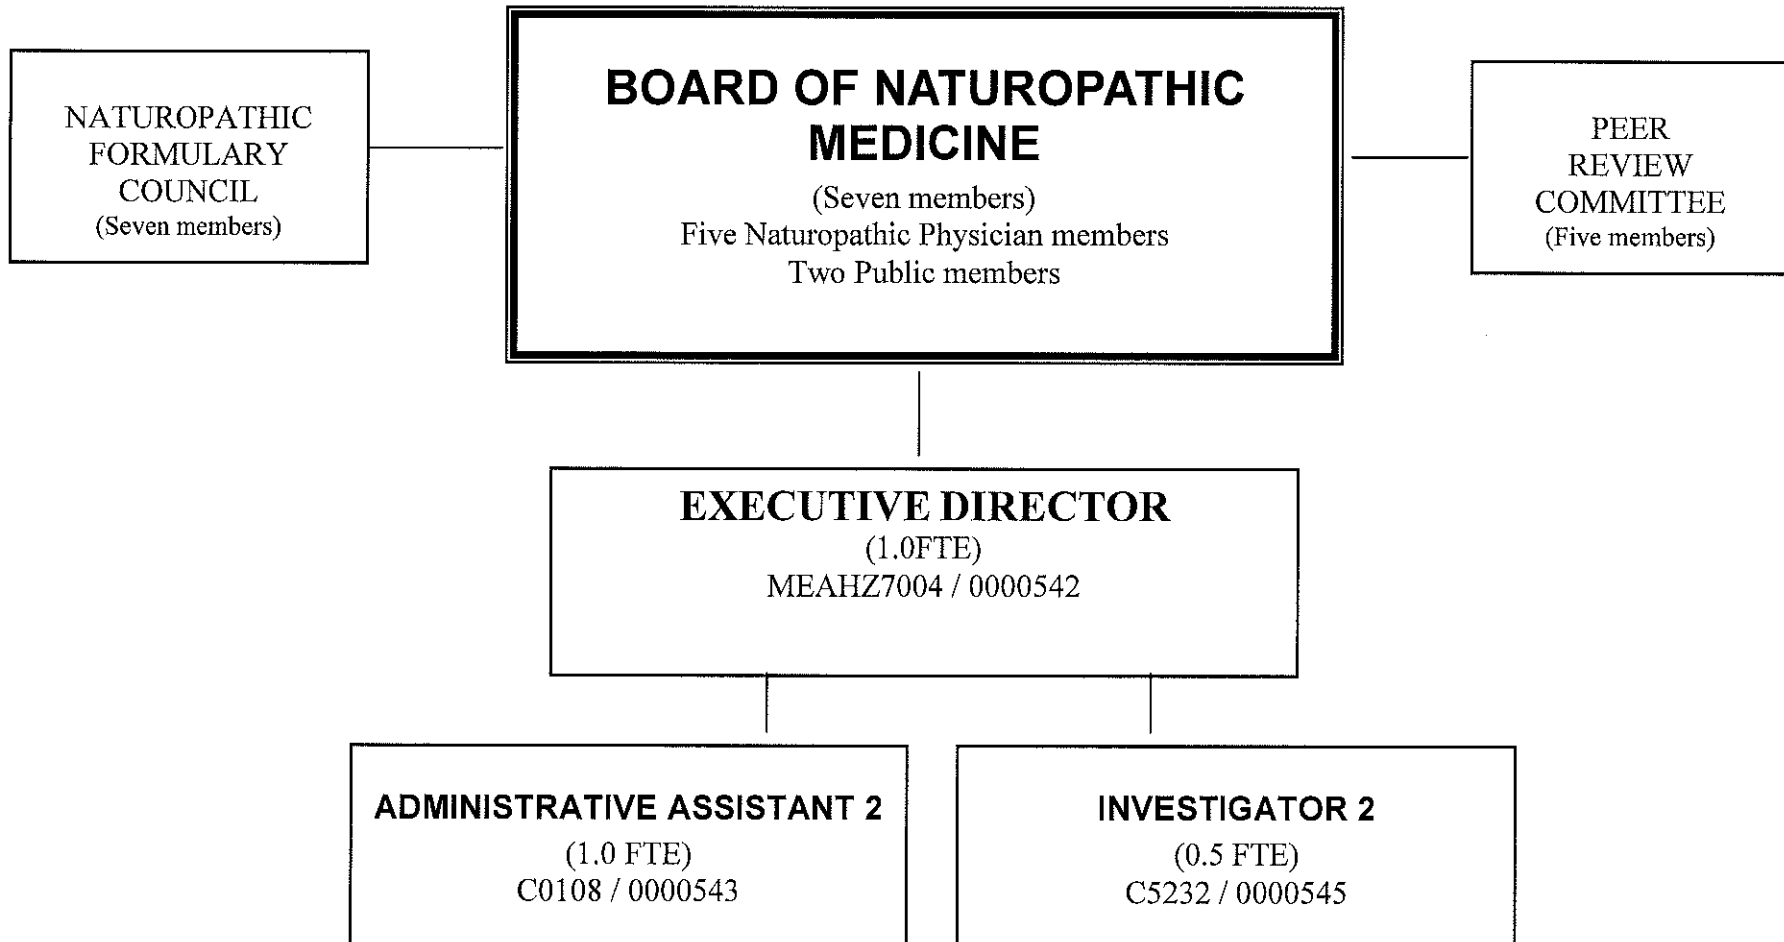 NATUROPATHIC
FORMULARY
COUNCIL
(Seven members)
BOARD OF NATUROPATHIC
MEDICINE
(Seven members)
Five Naturopathic Physician members
Two Public members
PEER
REVIEW
COMMITTEE
(Five members)
EXECUTIVE DIRECTOR
(1.0FTE)
MEAHZ7004 / 0000542
ADMINISTRATIVE ASSISTANT 2
(1.0 FTE)
C0108 / 0000543
INVESTIGATOR 2
(0.5 FTE)
C5232 / 0000545